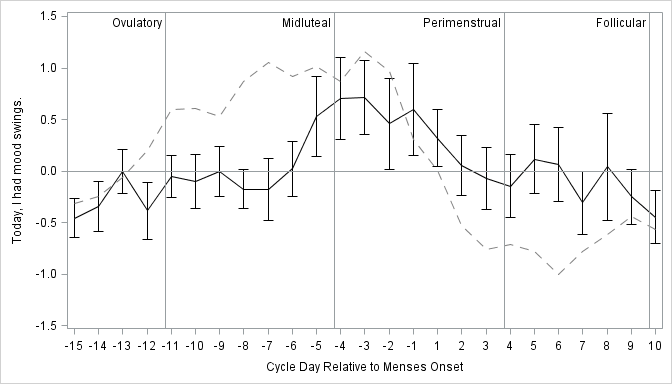 Ovulatory Midluteal Perimenstrual Follicular
1.5
1.0
0.5
0.0
-0.5
-1.0
-1.5
Today, I had mood swings.
-15 -14 -13 -12 -11 -10 -9 -8 -7 -6 -5 -4 -3 -2 -1 1 2 3 4 5 6 7 8 9 10
Cycle Day Relative to Menses Onset